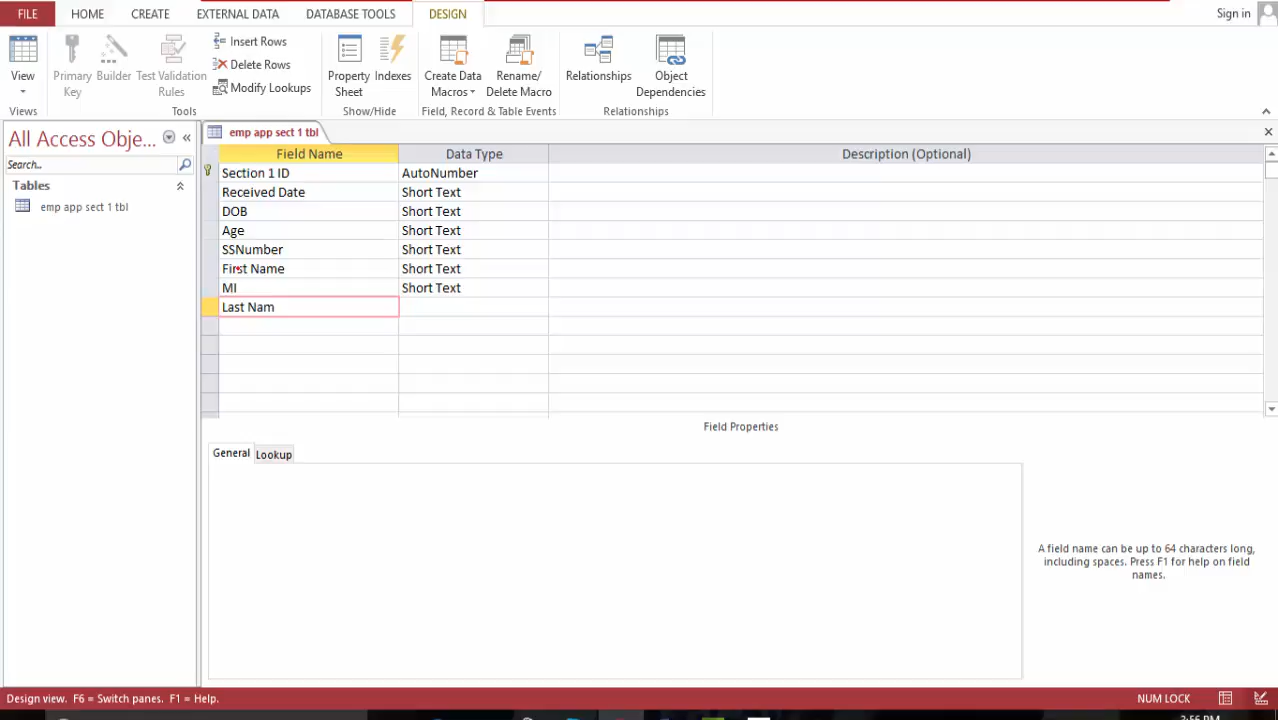 FILE HOME CREATE EXTERNAL DATA DATABASE TOOLS DESIGN Sign in
View
Views
Primary Key
Builder
Test Validation Rules
Insert Rows
Delete Rows
Modify Lookups
Tools
Property Sheet
Indexes
Show/Hide
Create Data Macros
Rename/ Delete Macro
Field, Record & Table Events
Relationships
Object Dependencies
Relationships
All Access Obje...
Search...
Tables
emp app sect 1 tbl
emp app sect 1 tbl
Field Name Data Type Description (Optional)
Section 1 ID AutoNumber
Received Date Short Text
DOB Short Text
Age Short Text
SSNumber Short Text
First Name Short Text
MI Short Text
Last Nam
Field Properties
General Lookup
A field name can be up to 64 characters long,
including spaces. Press F1 for help on field
names.
Design view. F6 = Switch panes. F1 = Help. NUM LOCK